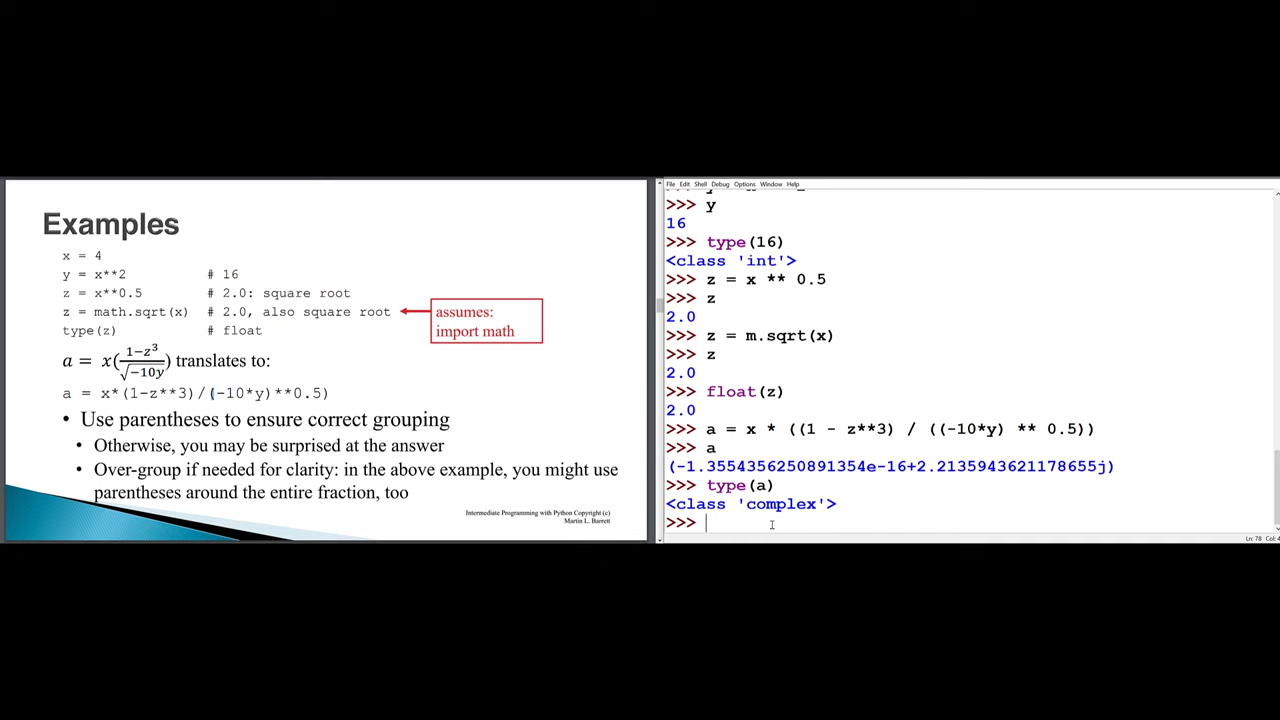 Examples
x = 4
y = x**2 # 16
z = x**0.5 # 2.0: square root
z = math.sqrt(x) # 2.0, also square root
type(z) # float
assumes:
import math
a = x(1−z³/√−10y) translates to:
a = x*(1-z**3)/(-10*y)**0.5)
• Use parentheses to ensure correct grouping
• Otherwise, you may be surprised at the answer
• Over-group if needed for clarity: in the above example, you might use
parentheses around the entire fraction, too
Intermediate Programming with Python Copyright (c)
Martin L. Barrett
File Edit Shell Debug Options Window Help
>>> y
16
>>> type(16)
<class 'int'>
>>> z = x ** 0.5
>>> z
2.0
>>> z = m.sqrt(x)
>>> z
2.0
>>> float(z)
2.0
>>> a = x * ((1 - z**3) / ((-10*y) ** 0.5))
>>> a
(-1.3554356250891354e-16+2.2135943621178655j)
>>> type(a)
<class 'complex'>
>>>
Ln: 78 Col: 4